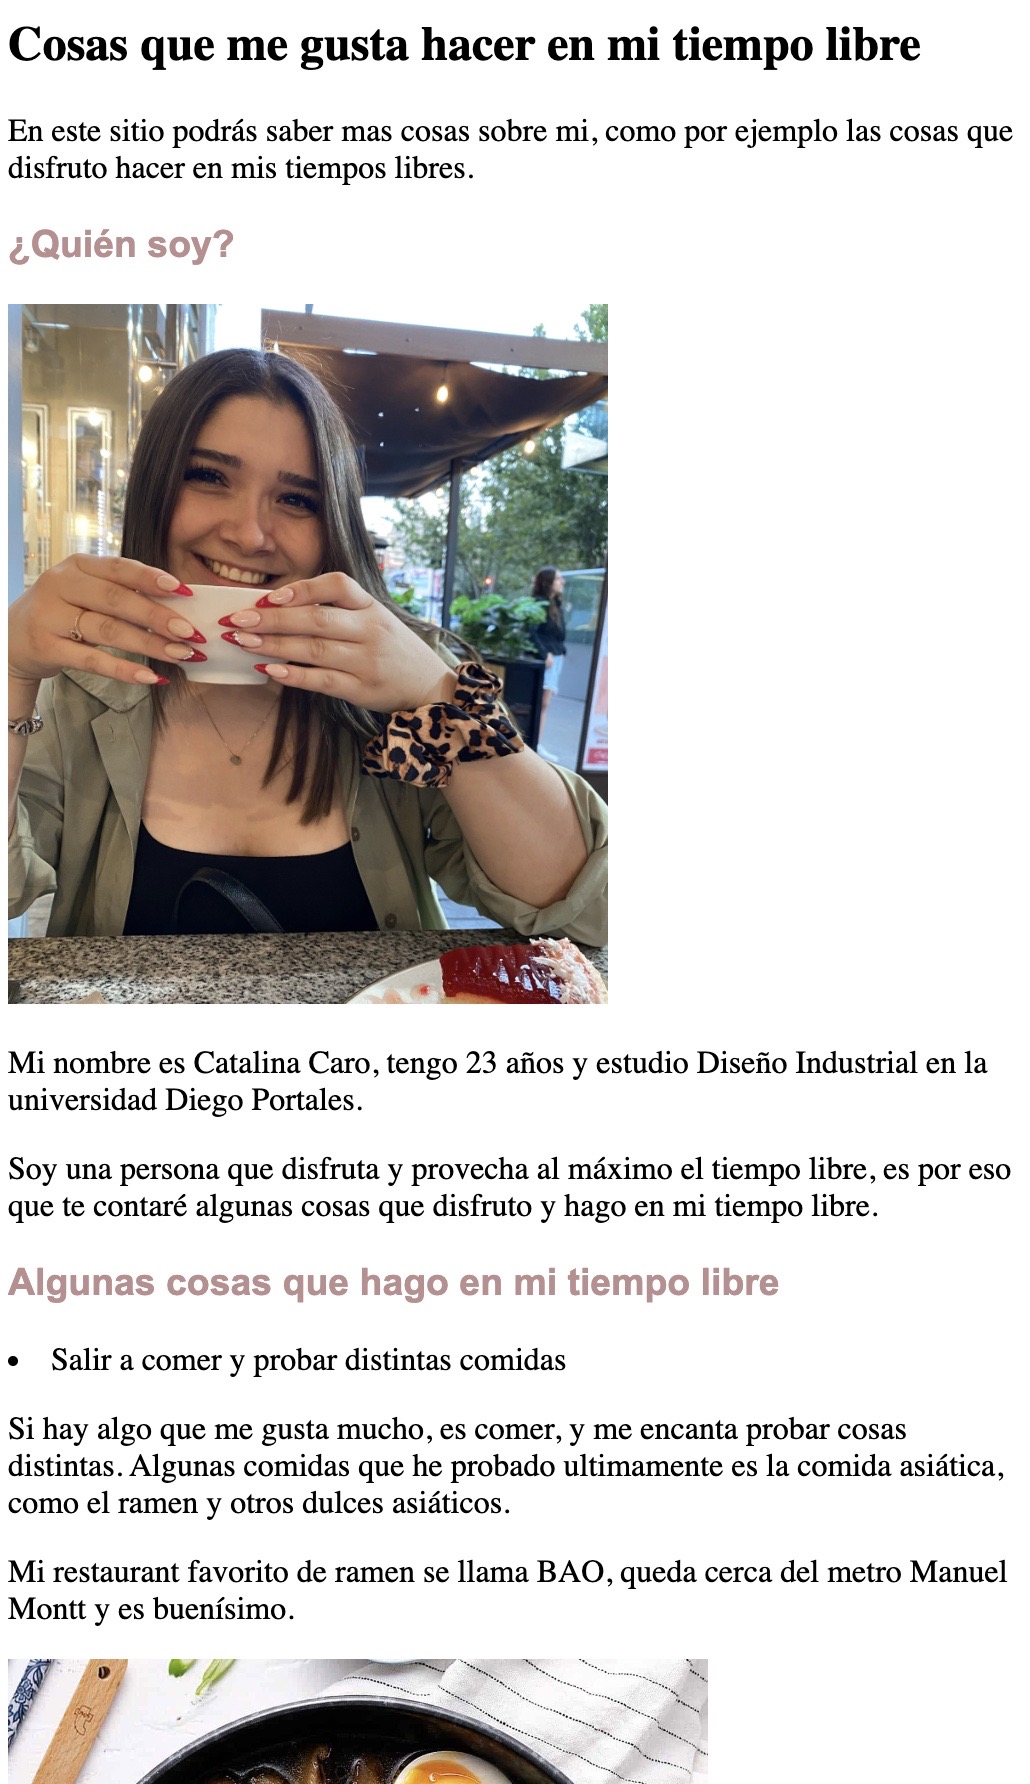 Cosas que me gusta hacer en mi tiempo libre
En este sitio podrás saber mas cosas sobre mi, como por ejemplo las cosas que
disfruto hacer en mis tiempos libres.
¿Quién soy?
Mi nombre es Catalina Caro, tengo 23 años y estudio Diseño Industrial en la
universidad Diego Portales.
Soy una persona que disfruta y provecha al máximo el tiempo libre, es por eso
que te contaré algunas cosas que disfruto y hago en mi tiempo libre.
Algunas cosas que hago en mi tiempo libre
• Salir a comer y probar distintas comidas
Si hay algo que me gusta mucho, es comer, y me encanta probar cosas
distintas. Algunas comidas que he probado ultimamente es la comida asiática,
como el ramen y otros dulces asiáticos.
Mi restaurant favorito de ramen se llama BAO, queda cerca del metro Manuel
Montt y es buenísimo.